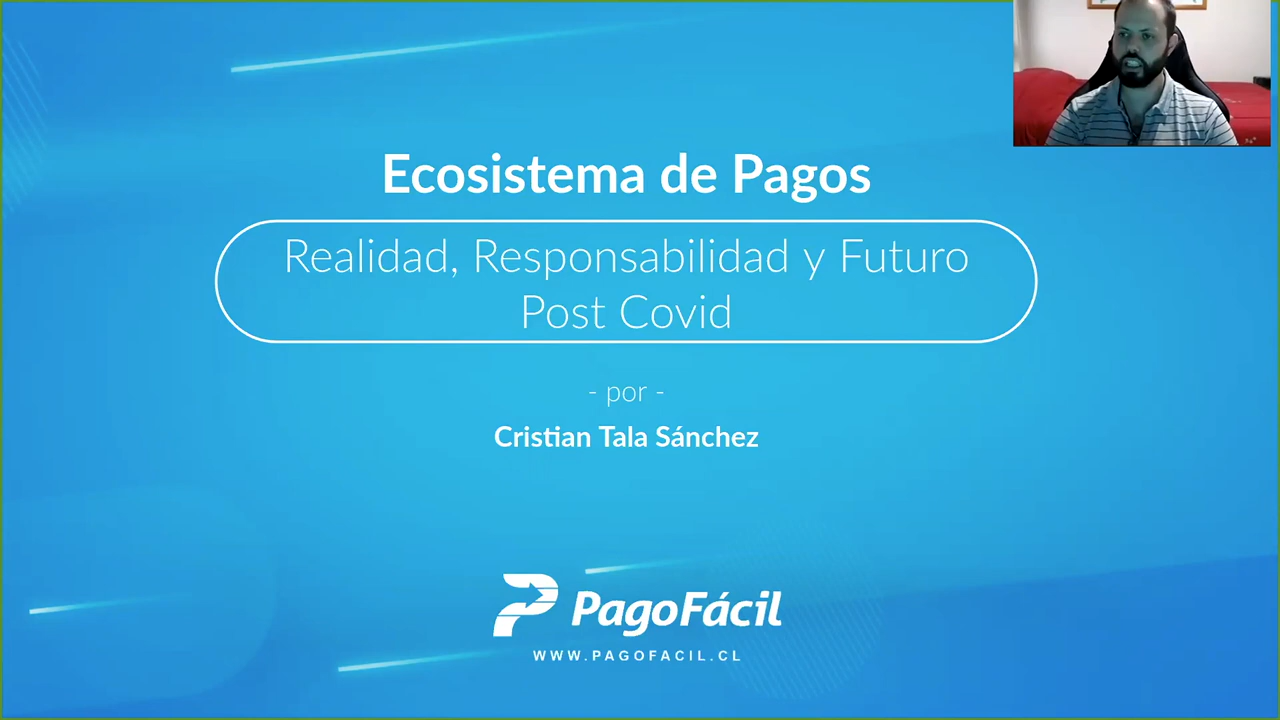 Ecosistema de Pagos
Realidad, Responsabilidad y Futuro
Post Covid
- por -
Cristian Tala Sánchez
PagoFácil
WWW.PAGOFACIL.CL